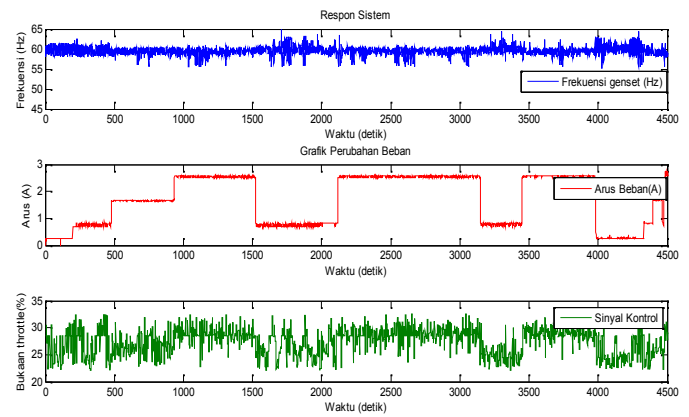 Respon Sistem
Frekuensi (Hz)
65
60
55
50
45
0 500 1000 1500 2000 2500 3000 3500 4000 4500
Waktu (detik)
Frekuensi genset (Hz)
Grafik Perubahan Beban
Arus (A)
3
2
1
0
0 500 1000 1500 2000 2500 3000 3500 4000 4500
Waktu (detik)
Arus Beban(A)
Bukaan throttle(%)
35
30
25
20
0 500 1000 1500 2000 2500 3000 3500 4000 4500
Waktu (detik)
Sinyal Kontrol